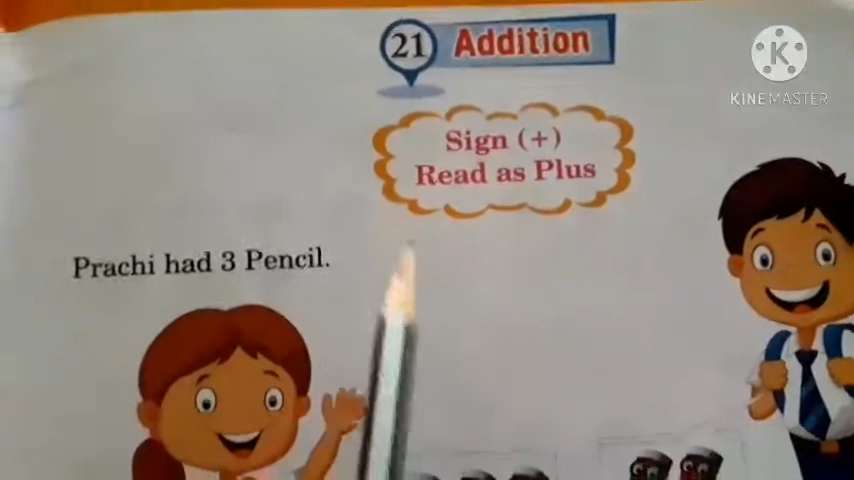 21 Addition
K
KINEMASTER
Sign (+)
Read as Plus
Prachi had 3 Pencil.